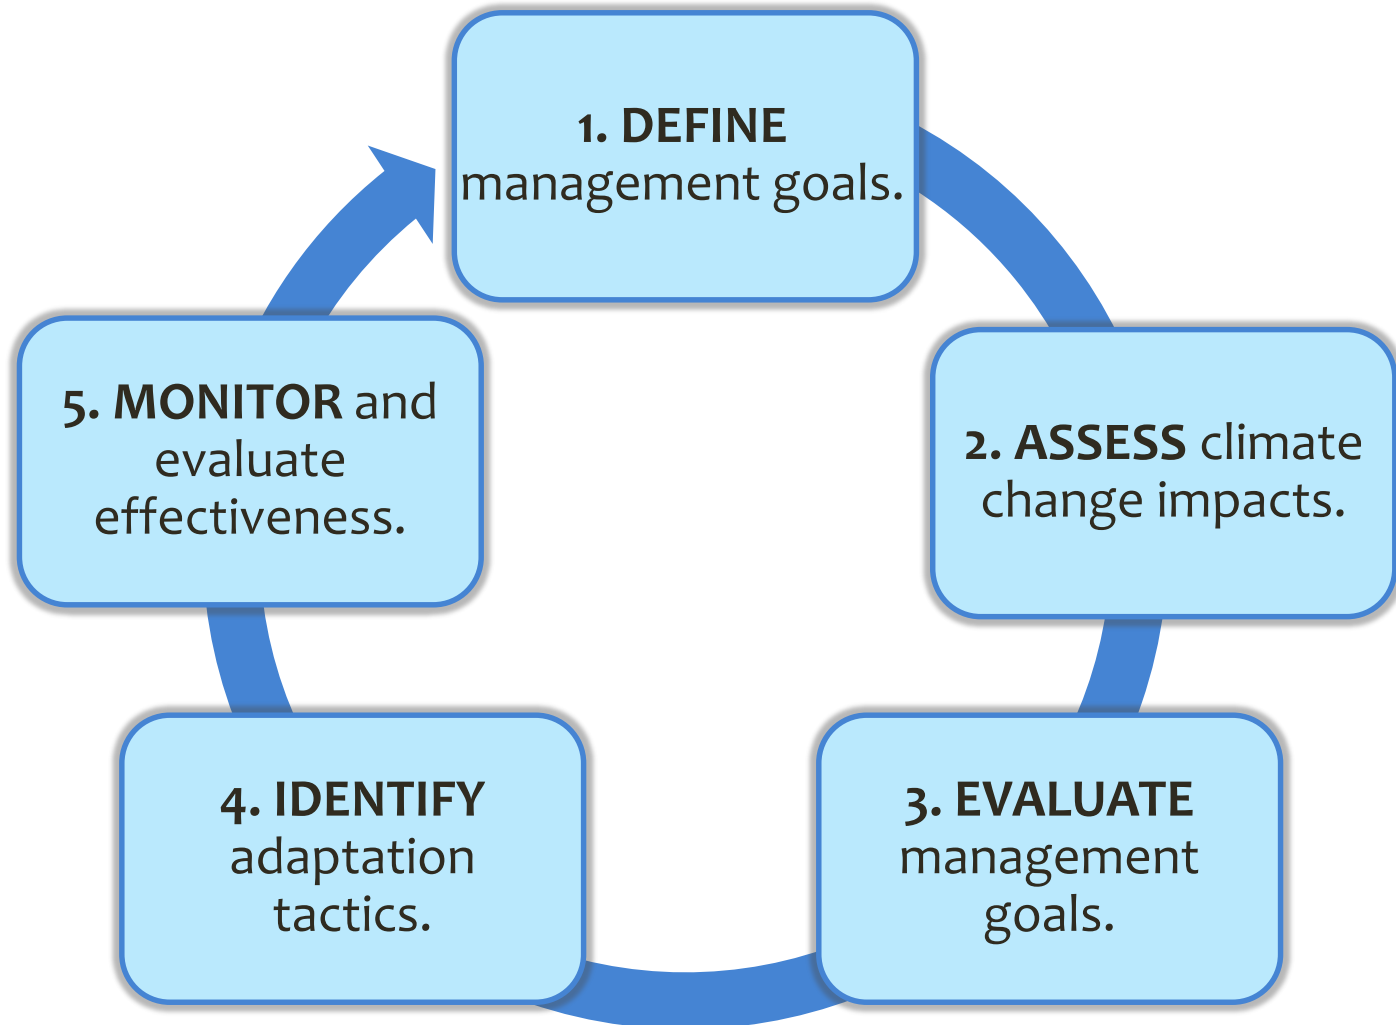 1. DEFINE
management goals.
2. ASSESS climate
change impacts.
3. EVALUATE
management
goals.
4. IDENTIFY
adaptation
tactics.
5. MONITOR and
evaluate
effectiveness.